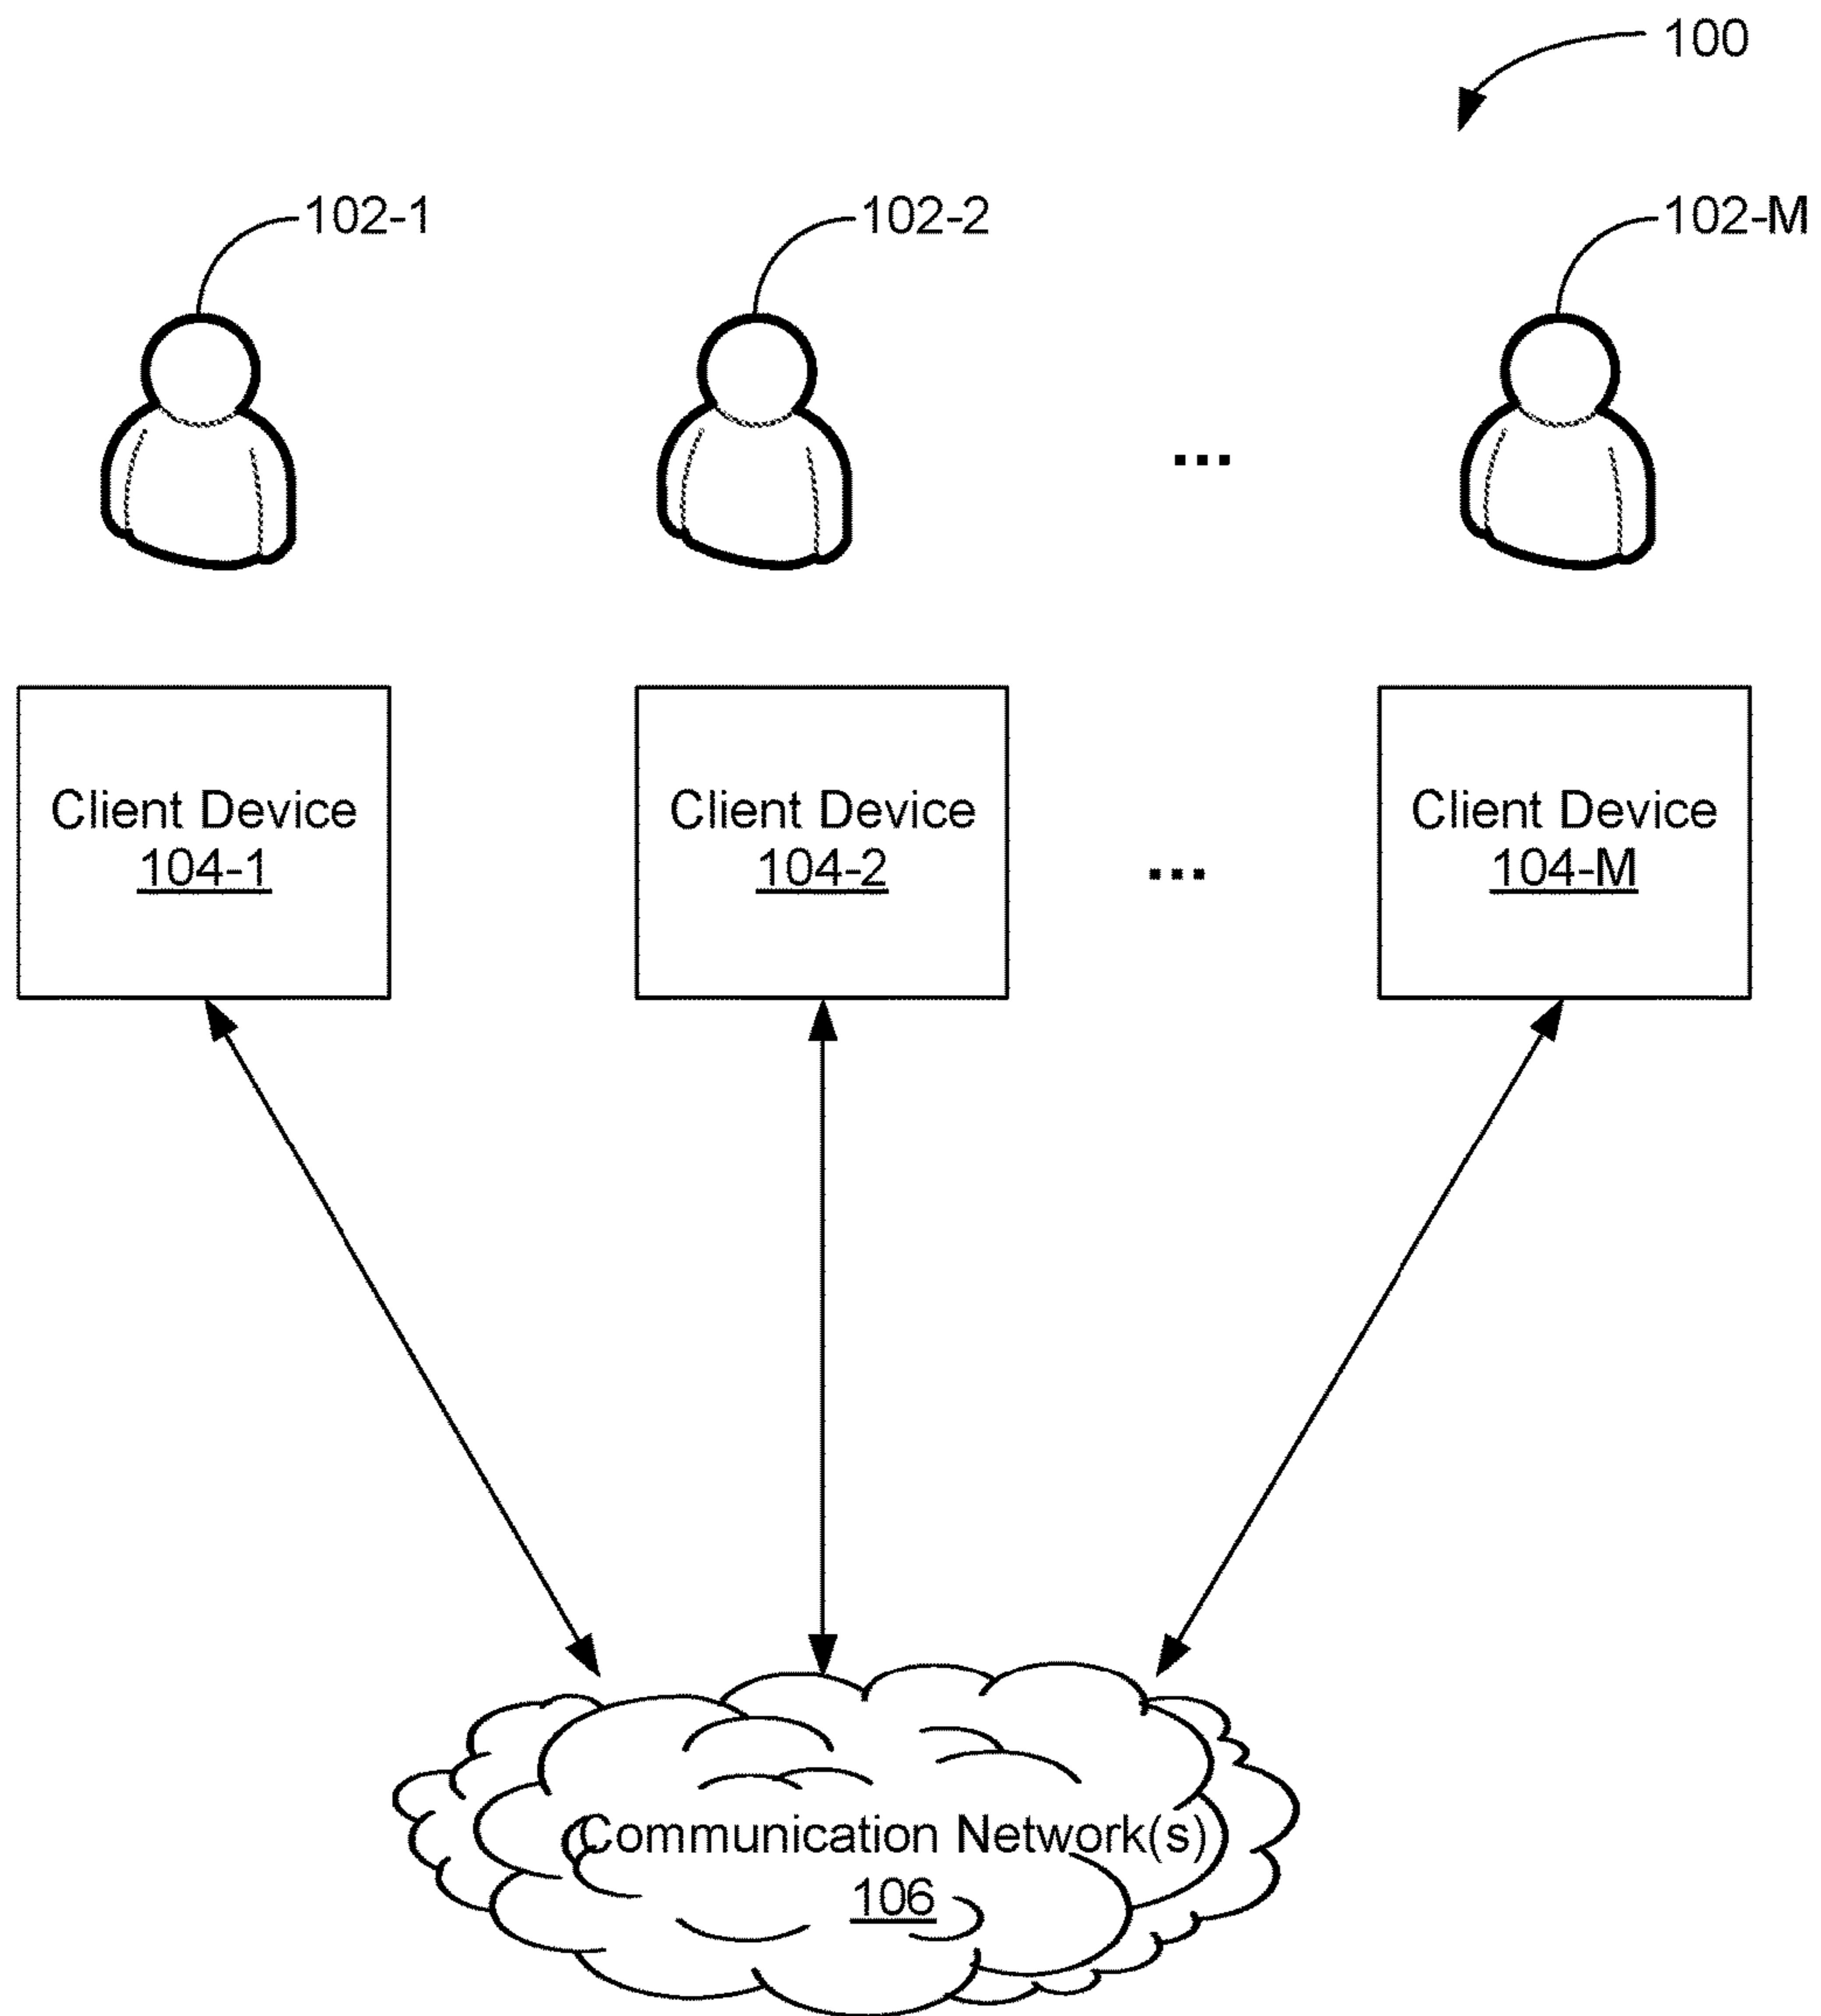 100
102-1
102-2
102-M
Client Device
104-1
Client Device
104-2
...
Client Device
104-M
...
Communication Network(s)
106